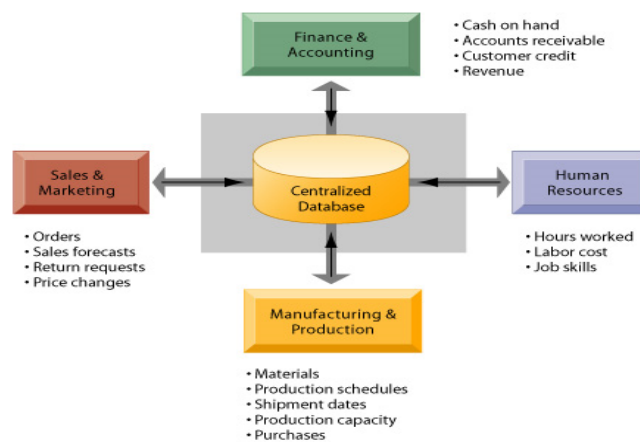 Finance &
Accounting
• Cash on hand
• Accounts receivable
• Customer credit
• Revenue
Sales &
Marketing
• Orders
• Sales forecasts
• Return requests
• Price changes
Centralized
Database
Human
Resources
• Hours worked
• Labor cost
• Job skills
Manufacturing &
Production
• Materials
• Production schedules
• Shipment dates
• Production capacity
• Purchases